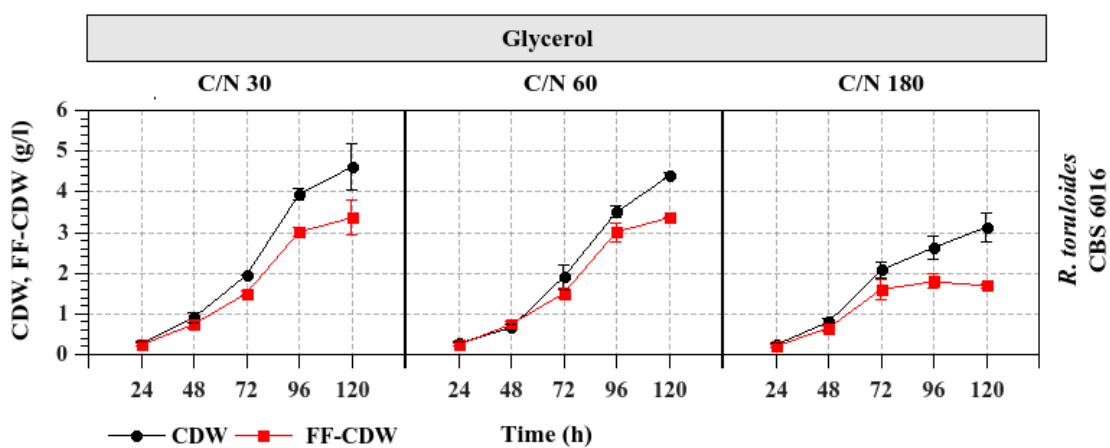 Glycerol
C/N 30 C/N 60 C/N 180
CDW, FF-CDW (g/l)
6
5
4
3
2
1
0
24 48 72 96 120 24 48 72 96 120 24 48 72 96 120
CDW FF-CDW Time (h)
R. toruloides
CBS 6016